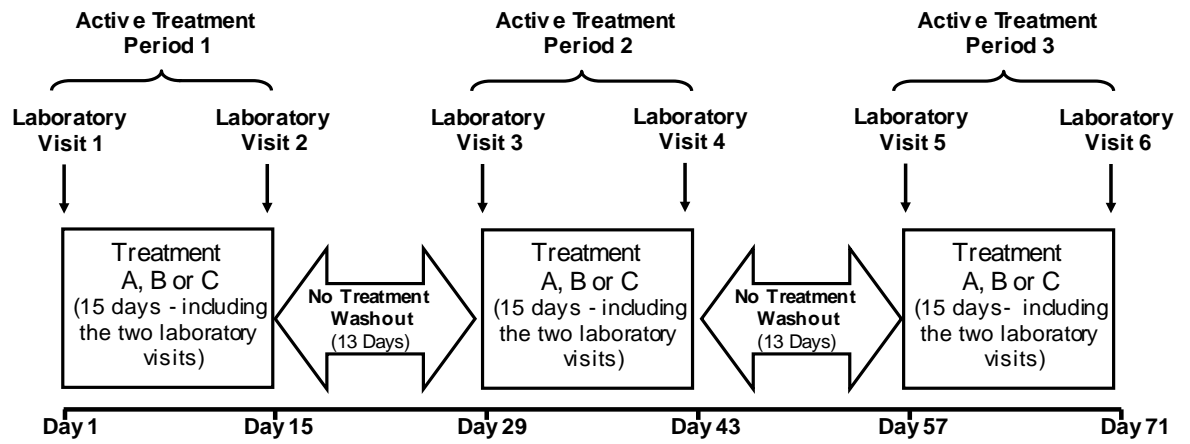 Active Treatment
Period 1
Active Treatment
Period 2
Active Treatment
Period 3
Laboratory
Visit 1
Laboratory
Visit 2
Laboratory
Visit 3
Laboratory
Visit 4
Laboratory
Visit 5
Laboratory
Visit 6
Treatment
A, B or C
(15 days - including
the two laboratory
visits)
No Treatment
Washout
(13 Days)
Treatment
A, B or C
(15 days - including
the two laboratory
visits)
No Treatment
Washout
(13 Days)
Treatment
A, B or C
(15 days- including
the two laboratory
visits)
Day 1
Day 15
Day 29
Day 43
Day 57
Day 71